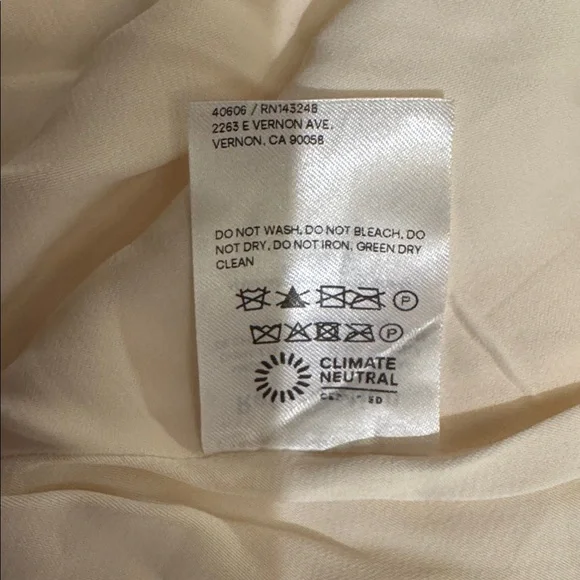 40606 / RN143248
2263 E VERNON AVE,
VERNON, CA 90058
DO NOT WASH, DO NOT BLEACH, DO
NOT DRY, DO NOT IRON, GREEN DRY
CLEAN
P
P
CLIMATE
NEUTRAL
CERTIFIED